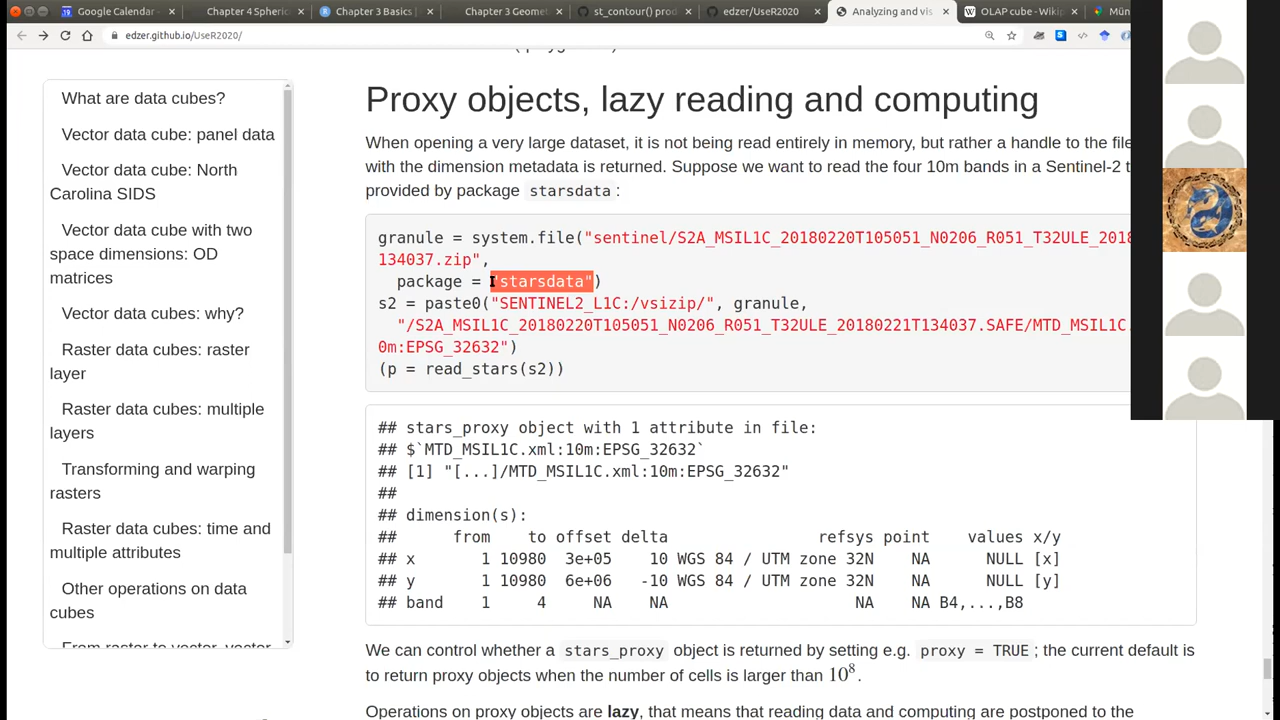 Google Calendar -
Chapter 4 Spheric
Chapter 3 Basics |
Chapter 3 Geomet
st_contour() prod
edzer/UseR2020
Analyzing and vis
OLAP cube - Wikip
Mün
edzer.github.io/UseR2020/
What are data cubes?
Vector data cube: panel data
Vector data cube: North
Carolina SIDS
Vector data cube with two
space dimensions: OD
matrices
Vector data cubes: why?
Raster data cubes: raster
layer
Raster data cubes: multiple
layers
Transforming and warping
rasters
Raster data cubes: time and
multiple attributes
Other operations on data
cubes
From raster to vector, vector
Proxy objects, lazy reading and computing
When opening a very large dataset, it is not being read entirely in memory, but rather a handle to the file
with the dimension metadata is returned. Suppose we want to read the four 10m bands in a Sentinel-2 t
provided by package starsdata :
granule = system.file("sentinel/S2A_MSIL1C_20180220T105051_N0206_R051_T32ULE_2018
134037.zip",
package = "starsdata")
s2 = paste0("SENTINEL2_L1C:/vsizip/", granule,
"/S2A_MSIL1C_20180220T105051_N0206_R051_T32ULE_20180221T134037.SAFE/MTD_MSIL1C.
0m:EPSG_32632")
(p = read_stars(s2))
## stars_proxy object with 1 attribute in file:
## $`MTD_MSIL1C.xml:10m:EPSG_32632`
## [1] "[...]/MTD_MSIL1C.xml:10m:EPSG_32632"
##
## dimension(s):
## from to offset delta refsys point values x/y
## x 1 10980 3e+05 10 WGS 84 / UTM zone 32N NA NULL [x]
## y 1 10980 6e+06 -10 WGS 84 / UTM zone 32N NA NULL [y]
## band 1 4 NA NA NA NA B4,...,B8
We can control whether a stars_proxy object is returned by setting e.g. proxy = TRUE ; the current default is
to return proxy objects when the number of cells is larger than 10⁸.
Operations on proxy objects are lazy, that means that reading data and computing are postponed to the